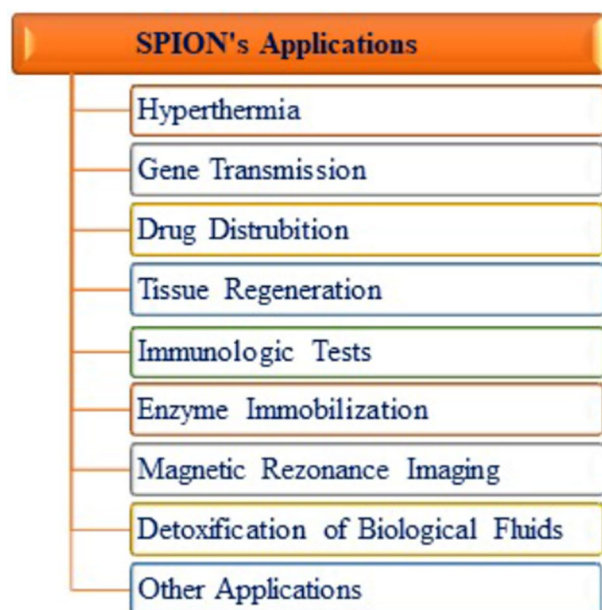 SPION's Applications
Hyperthermia
Gene Transmission
Drug Distrubition
Tissue Regeneration
Immunologic Tests
Enzyme Immobilization
Magnetic Rezonance Imaging
Detoxification of Biological Fluids
Other Applications